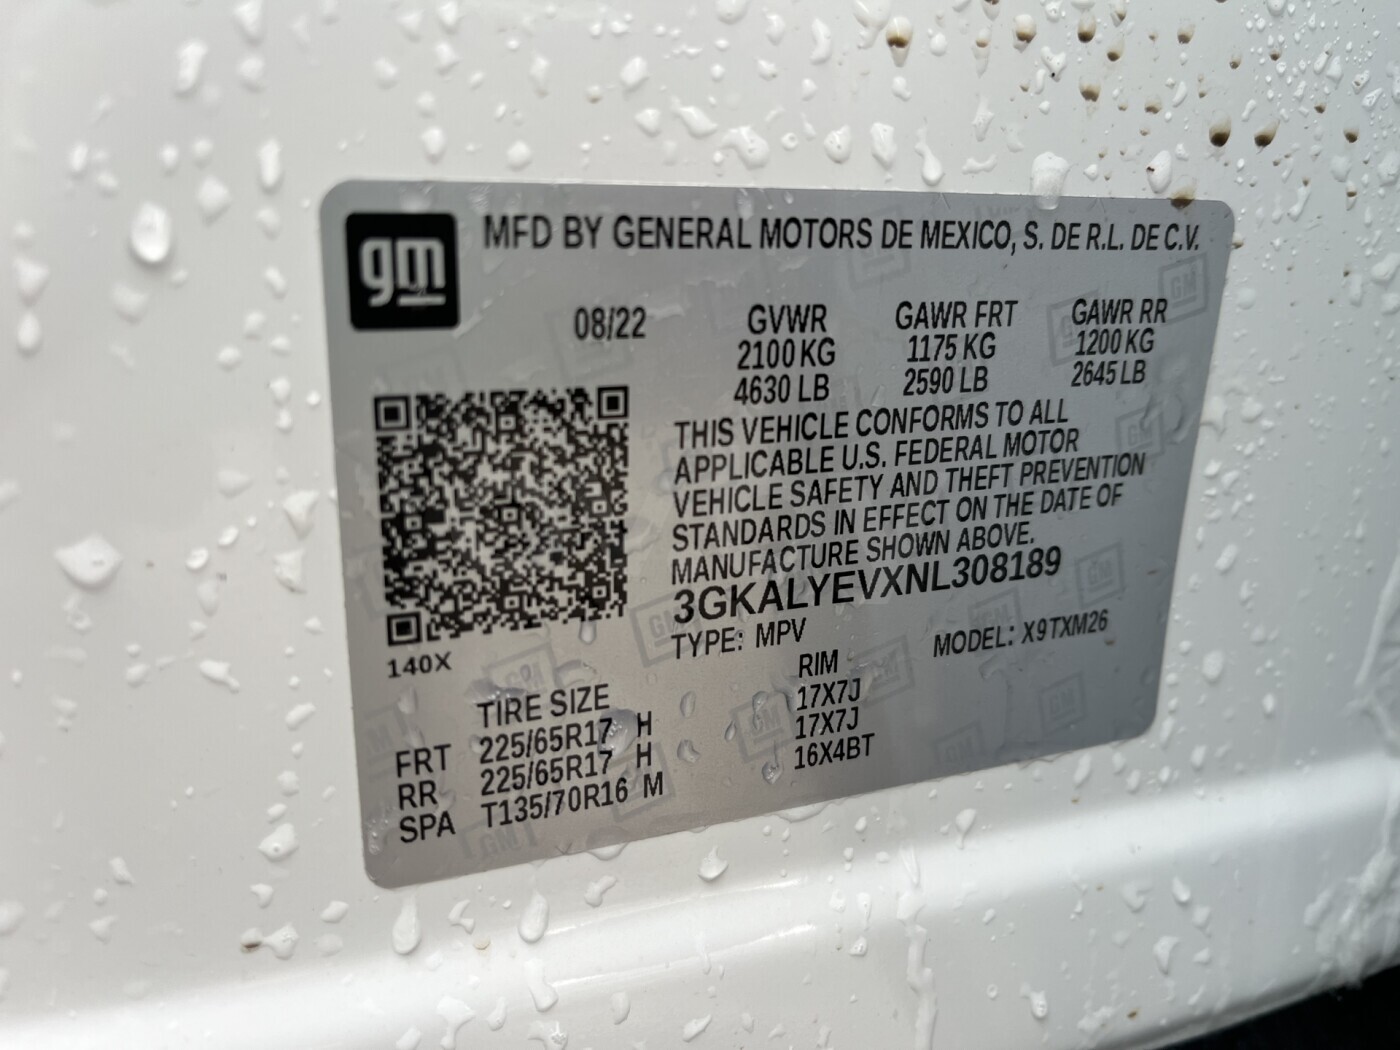 gm
MFD BY GENERAL MOTORS DE MEXICO, S. DE R.L. DE C.V.
08/22 GVWR GAWR FRT GAWR RR
2100 KG 1175 KG 1200 KG
4630 LB 2590 LB 2645 LB
THIS VEHICLE CONFORMS TO ALL
APPLICABLE U.S. FEDERAL MOTOR
VEHICLE SAFETY AND THEFT PREVENTION
STANDARDS IN EFFECT ON THE DATE OF
MANUFACTURE SHOWN ABOVE.
3GKALYEVXNL308189
TYPE: MPV MODEL: X9TXM26
140X
TIRE SIZE RIM
FRT 225/65R17 H 17X7J
RR 225/65R17 H 17X7J
SPA T135/70R16 M 16X4BT